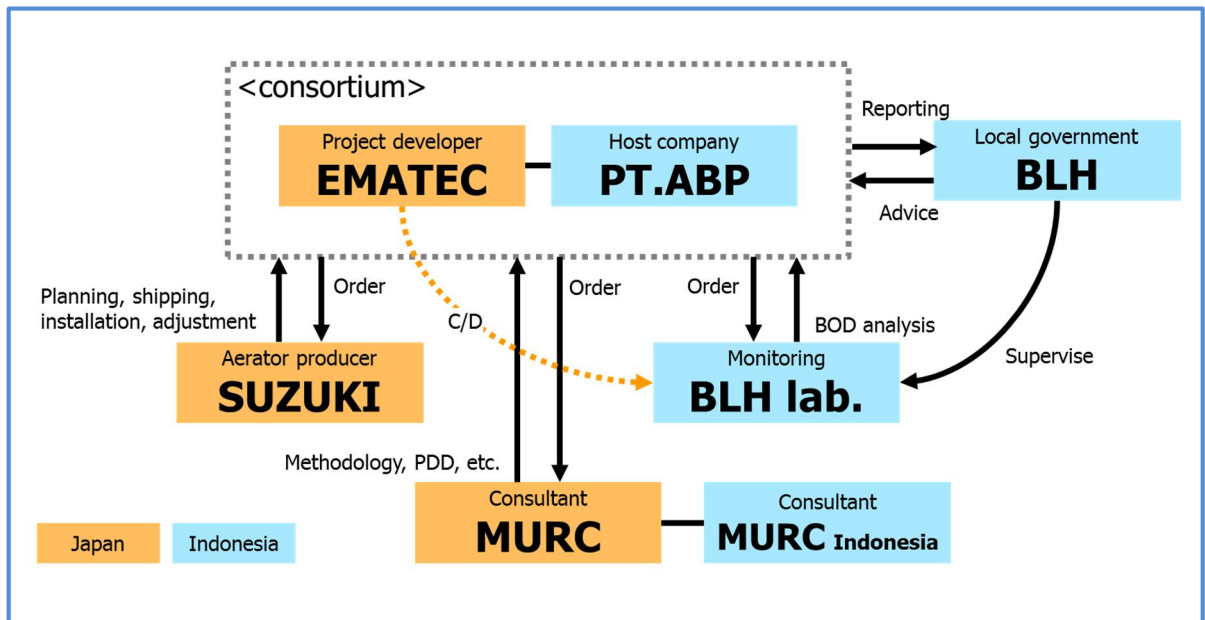 <consortium>
Project developer
EMATEC
Host company
PT.ABP
Reporting
Local government
BLH
Advice
Planning, shipping,
installation, adjustment
Order
Order
Order
C/D
BOD analysis
Supervise
Aerator producer
SUZUKI
Monitoring
BLH lab.
Methodology, PDD, etc.
Consultant
MURC
Consultant
MURC Indonesia
Japan
Indonesia